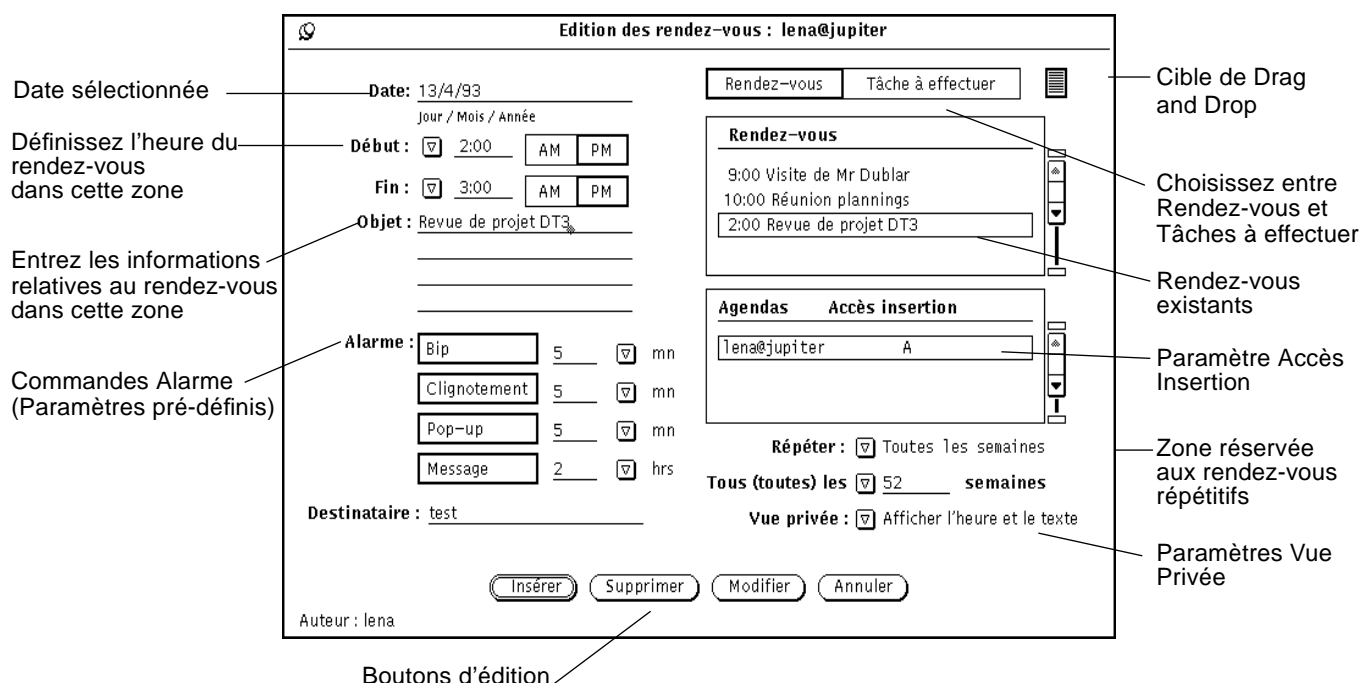 Edition des rendez-vous : lena@jupiter
Date sélectionnée
Définissez l'heure du
rendez-vous
dans cette zone
Entrez les informations
relatives au rendez-vous
dans cette zone
Commandes Alarme
(Paramètres pré-définis)
Date: 13/4/93
Jour / Mois / Année
Début : 2:00 AM PM
Fin : 3:00 AM PM
Objet : Revue de projet DT3
Alarme : Bip 5 mn
Clignotement 5 mn
Pop-up 5 mn
Message 2 hrs
Destinataire : test
Rendez-vous Tâche à effectuer
Rendez-vous
9:00 Visite de Mr Dublar
10:00 Réunion plannings
2:00 Revue de projet DT3
Agendas Accès insertion
lena@jupiter A
Répéter : Toutes les semaines
Tous (toutes) les 52 semaines
Vue privée : Afficher l'heure et le texte
Insérer Supprimer Modifier Annuler
Auteur : lena
Cible de Drag
and Drop
Choisissez entre
Rendez-vous et
Tâches à effectuer
Rendez-vous
existants
Paramètre Accès
Insertion
Zone réservée
aux rendez-vous
répétitifs
Paramètres Vue
Privée
Boutons d'édition